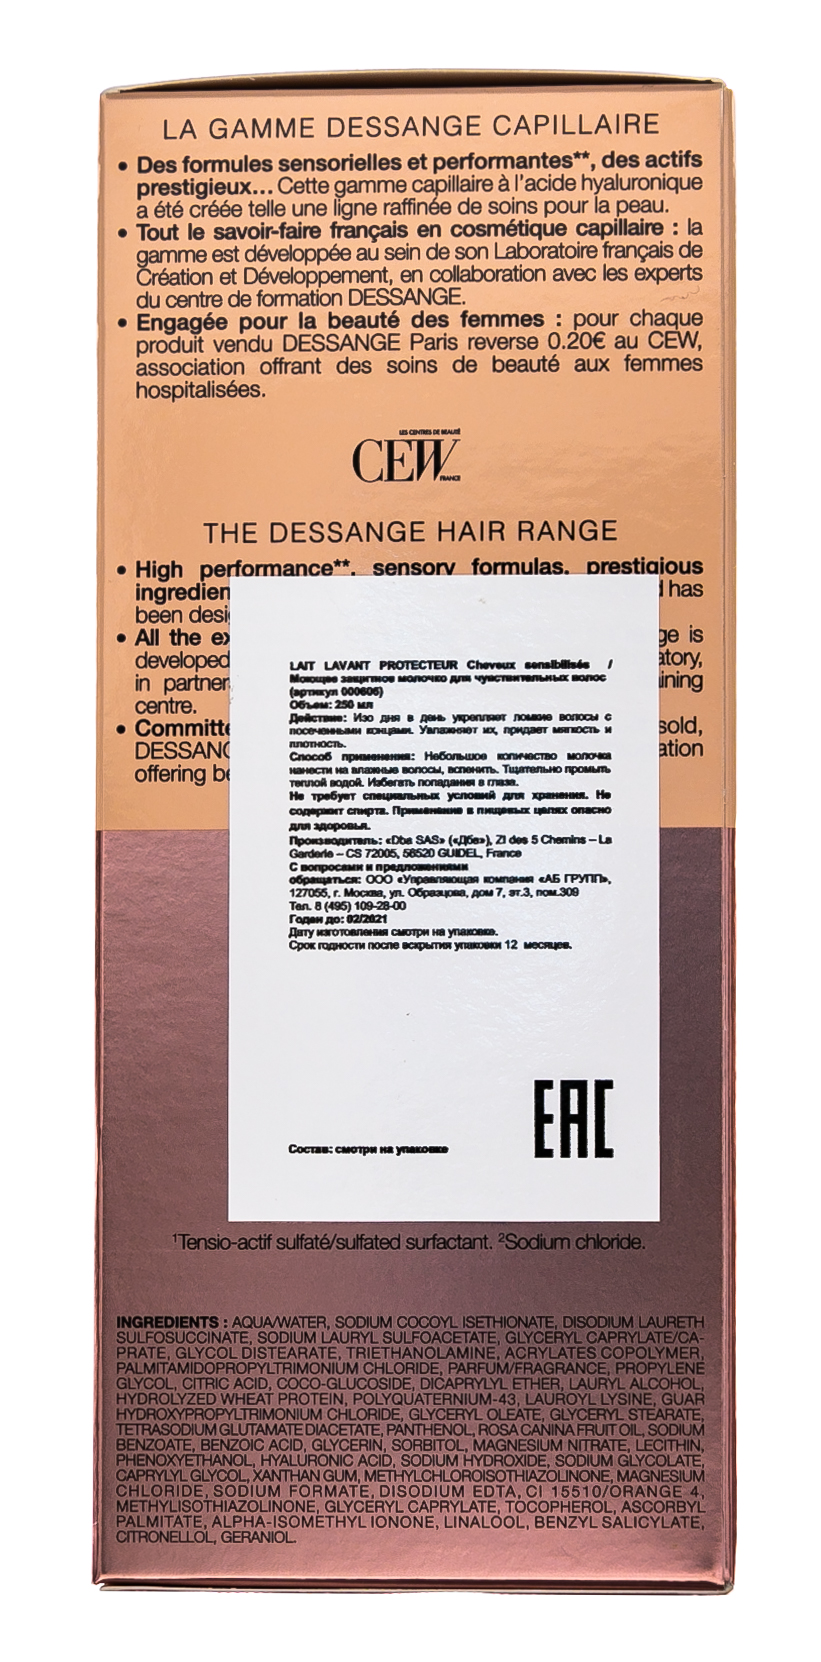 LA GAMME DESSANGE CAPILLAIRE
• Des formules sensorielles et performantes**, des actifs
prestigieux... Cette gamme capillaire à l'acide hyaluronique
a été créée telle une ligne raffinée de soins pour la peau.
• Tout le savoir-faire français en cosmétique capillaire : la
gamme est développée au sein de son Laboratoire français de
Création et Développement, en collaboration avec les experts
du centre de formation DESSANGE.
• Engagée pour la beauté des femmes : pour chaque
produit vendu DESSANGE Paris reverse 0.20€ au CEW,
association offrant des soins de beauté aux femmes
hospitalisées.
LES CENTRES DE BEAUTÉ
CEW
FRANCE
THE DESSANGE HAIR RANGE
• High performance**, sensory formulas, prestigious
has
been
• All the
ge is
developed
atory,
in
ining
centre.
sold,
ation
offering
LAIT LAVANT PROTECTEUR Cheveux sensibilisés /
Моющее защитное молочко для чувствительных волос
(артикул 000606)
Объем: 250 мл
Действие: Изо дня в день укрепляет ломкие волосы с
посеченными концами. Увлажняет их, придает мягкость и
плотность.
Способ применения: Небольшое количество молочка
нанести на влажные волосы, вспенить. Тщательно промыть
теплой водой. Избегать попадания в глаза.
Не требует специальных условий для хранения. Не
содержит спирта. Применение в пищевых целях опасно
для здоровья.
Производитель: «Dba SAS» («Дба»), ZI des 5 Chemins – La
Garderie – CS 72005, 56520 GUIDEL, France
С вопросами и предложениями
обращаться: ООО «Управляющая компания «АБ ГРУПП»,
127055, г. Москва, ул. Образцова, дом 7, эт.3, пом.309
Тел. 8 (495) 109-28-00
Годен до: 02/2021
Дату изготовления смотри на упаковке.
Срок годности после вскрытия упаковки 12 месяцев.
EAC
Состав: смотри на упаковке
¹Tensio-actif sulfaté/sulfated surfactant. ²Sodium chloride.
INGREDIENTS : AQUA/WATER, SODIUM COCOYL ISETHIONATE, DISODIUM LAURETH
SULFOSUCCINATE, SODIUM LAURYL SULFOACETATE, GLYCERYL CAPRYLATE/CA-
PRATE, GLYCOL DISTEARATE, TRIETHANOLAMINE, ACRYLATES COPOLYMER,
PALMITAMIDOPROPYLTRIMONIUM CHLORIDE, PARFUM/FRAGRANCE, PROPYLENE
GLYCOL, CITRIC ACID, COCO-GLUCOSIDE, DICAPRYLYL ETHER, LAURYL ALCOHOL,
HYDROLYZED WHEAT PROTEIN, POLYQUATERNIUM-43, LAUROYL LYSINE, GUAR
HYDROXYPROPYLTRIMONIUM CHLORIDE, GLYCERYL OLEATE, GLYCERYL STEARATE,
TETRASODIUM GLUTAMATE DIACETATE, PANTHENOL, ROSA CANINA FRUIT OIL, SODIUM
BENZOATE, BENZOIC ACID, GLYCERIN, SORBITOL, MAGNESIUM NITRATE, LECITHIN,
PHENOXYETHANOL, HYALURONIC ACID, SODIUM HYDROXIDE, SODIUM GLYCOLATE,
CAPRYLYL GLYCOL, XANTHAN GUM, METHYLCHLOROISOTHIAZOLINONE, MAGNESIUM
CHLORIDE, SODIUM FORMATE, DISODIUM EDTA, CI 15510/ORANGE 4,
METHYLISOTHIAZOLINONE, GLYCERYL CAPRYLATE, TOCOPHEROL, ASCORBYL
PALMITATE, ALPHA-ISOMETHYL IONONE, LINALOOL, BENZYL SALICYLATE,
CITRONELLOL, GERANIOL.